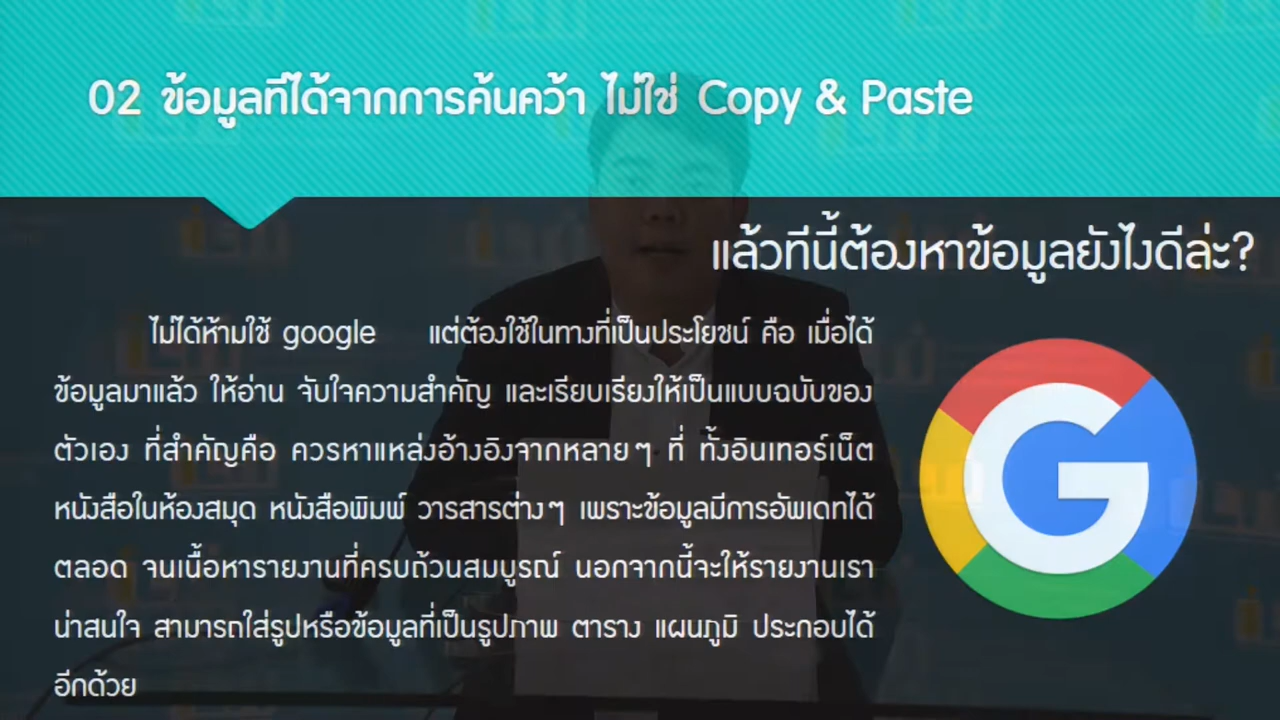 02 ข้อมูลที่ได้จากการค้นคว้า ไม่ใช่ Copy & Paste
แล้วทีนี้ต้องหาข้อมูลยังไงดีล่ะ?
ไม่ได้ห้ามใช้ google แต่ต้องใช้ในทางที่เป็นประโยชน์ คือ เมื่อได้
ข้อมูลมาแล้ว ให้อ่าน จับใจความสำคัญ และเรียบเรียงให้เป็นแบบฉบับของ
ตัวเอง ที่สำคัญคือ ควรหาแหล่งอ้างอิงจากหลายๆ ที่ ทั้งอินเทอร์เน็ต
หนังสือในห้องสมุด หนังสือพิมพ์ วารสารต่างๆ เพราะข้อมูลมีการอัพเดทได้
ตลอด จนเนื้อหารายงานที่ครบถ้วนสมบูรณ์ นอกจากนี้จะให้รายงานเรา
น่าสนใจ สามารถใส่รูปหรือข้อมูลที่เป็นรูปภาพ ตาราง แผนภูมิ ประกอบได้
อีกด้วย
G